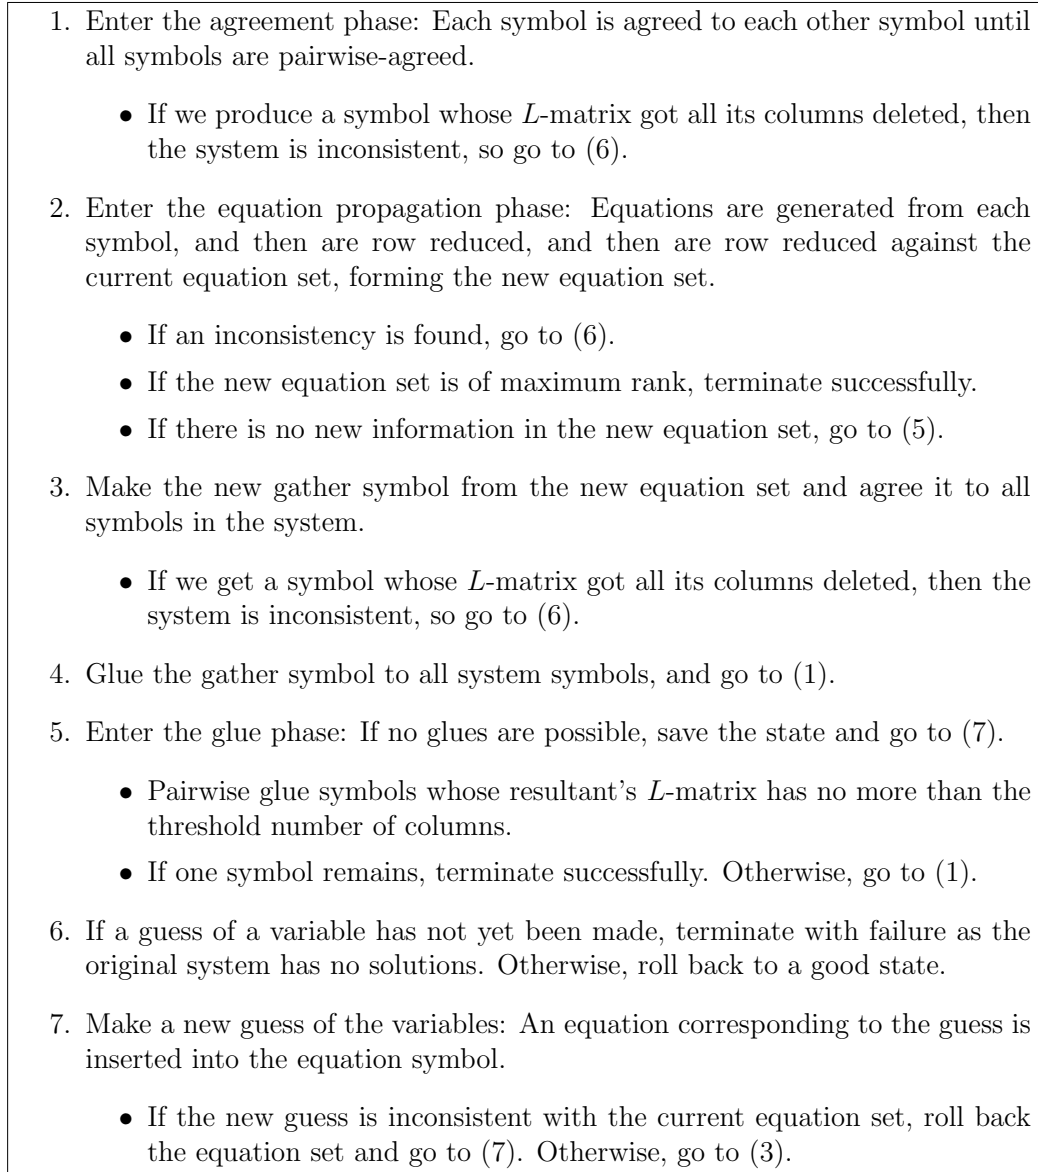 1. Enter the agreement phase: Each symbol is agreed to each other symbol until
all symbols are pairwise-agreed.
• If we produce a symbol whose L-matrix got all its columns deleted, then
the system is inconsistent, so go to (6).
2. Enter the equation propagation phase: Equations are generated from each
symbol, and then are row reduced, and then are row reduced against the
current equation set, forming the new equation set.
• If an inconsistency is found, go to (6).
• If the new equation set is of maximum rank, terminate successfully.
• If there is no new information in the new equation set, go to (5).
3. Make the new gather symbol from the new equation set and agree it to all
symbols in the system.
• If we get a symbol whose L-matrix got all its columns deleted, then the
system is inconsistent, so go to (6).
4. Glue the gather symbol to all system symbols, and go to (1).
5. Enter the glue phase: If no glues are possible, save the state and go to (7).
• Pairwise glue symbols whose resultant's L-matrix has no more than the
threshold number of columns.
• If one symbol remains, terminate successfully. Otherwise, go to (1).
6. If a guess of a variable has not yet been made, terminate with failure as the
original system has no solutions. Otherwise, roll back to a good state.
7. Make a new guess of the variables: An equation corresponding to the guess is
inserted into the equation symbol.
• If the new guess is inconsistent with the current equation set, roll back
the equation set and go to (7). Otherwise, go to (3).